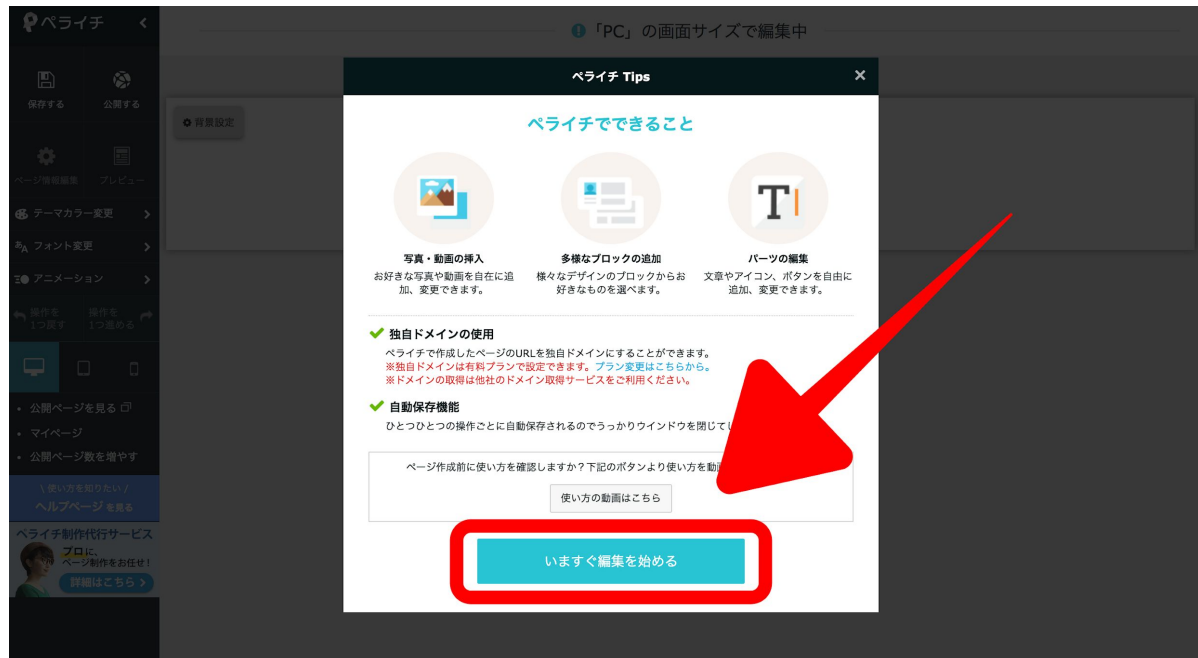 ペライチ
「PC」の画面サイズで編集中
保存する
公開する
ページ情報編集
プレビュー
テーマカラー変更
フォント変更
アニメーション
操作を
1つ戻す
操作を
1つ進める
・ 公開ページを見る
・ マイページ
・ 公開ページ数を増やす
\ 使い方を知りたい /
ヘルプページ を見る
ペライチ制作代行サービス
プロに、
ページ制作をお任せ!
詳細はこちら
背景設定
ペライチ Tips
ペライチでできること
写真・動画の挿入
お好きな写真や動画を自在に追
加、変更できます。
多様なブロックの追加
様々なデザインのブロックからお
好きなものを選べます。
パーツの編集
文章やアイコン、ボタンを自由に
追加、変更できます。
独自ドメインの使用
ペライチで作成したページのURLを独自ドメインにすることができます。
※独自ドメインは有料プランで設定できます。プラン変更はこちらから。
※ドメインの取得は他社のドメイン取得サービスをご利用ください。
自動保存機能
ひとつひとつの操作ごとに自動保存されるのでうっかりウインドウを閉じて
ページ作成前に使い方を確認しますか？下記のボタンより使い方を動
使い方の動画はこちら
いますぐ編集を始める